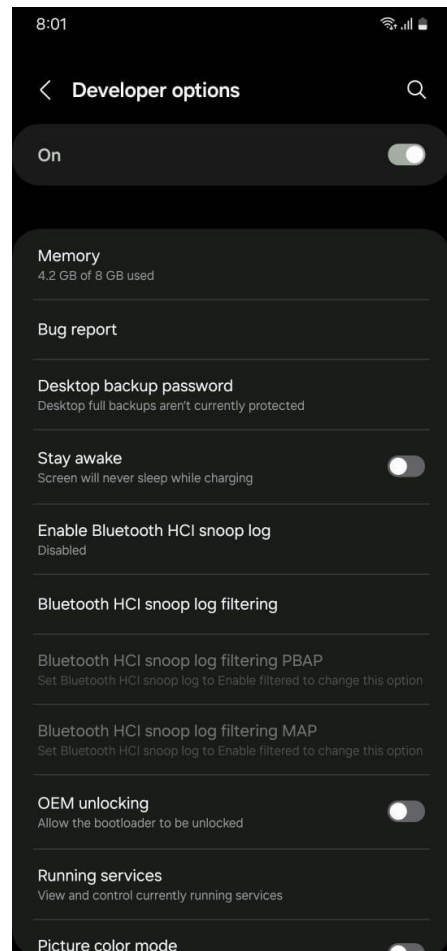 8:01
Developer options
On
Memory
4.2 GB of 8 GB used
Bug report
Desktop backup password
Desktop full backups aren't currently protected
Stay awake
Screen will never sleep while charging
Enable Bluetooth HCI snoop log
Disabled
Bluetooth HCI snoop log filtering
Bluetooth HCI snoop log filtering PBAP
Set Bluetooth HCI snoop log to Enable filtered to change this option
Bluetooth HCI snoop log filtering MAP
Set Bluetooth HCI snoop log to Enable filtered to change this option
OEM unlocking
Allow the bootloader to be unlocked
Running services
View and control currently running services
Picture color mode